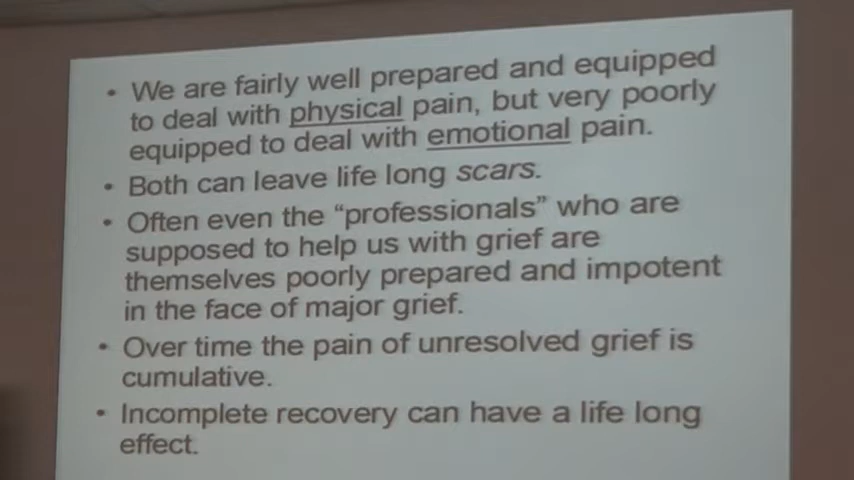 • We are fairly well prepared and equipped
to deal with physical pain, but very poorly
equipped to deal with emotional pain.
• Both can leave life long scars.
• Often even the “professionals” who are
supposed to help us with grief are
themselves poorly prepared and impotent
in the face of major grief.
• Over time the pain of unresolved grief is
cumulative.
• Incomplete recovery can have a life long
effect.